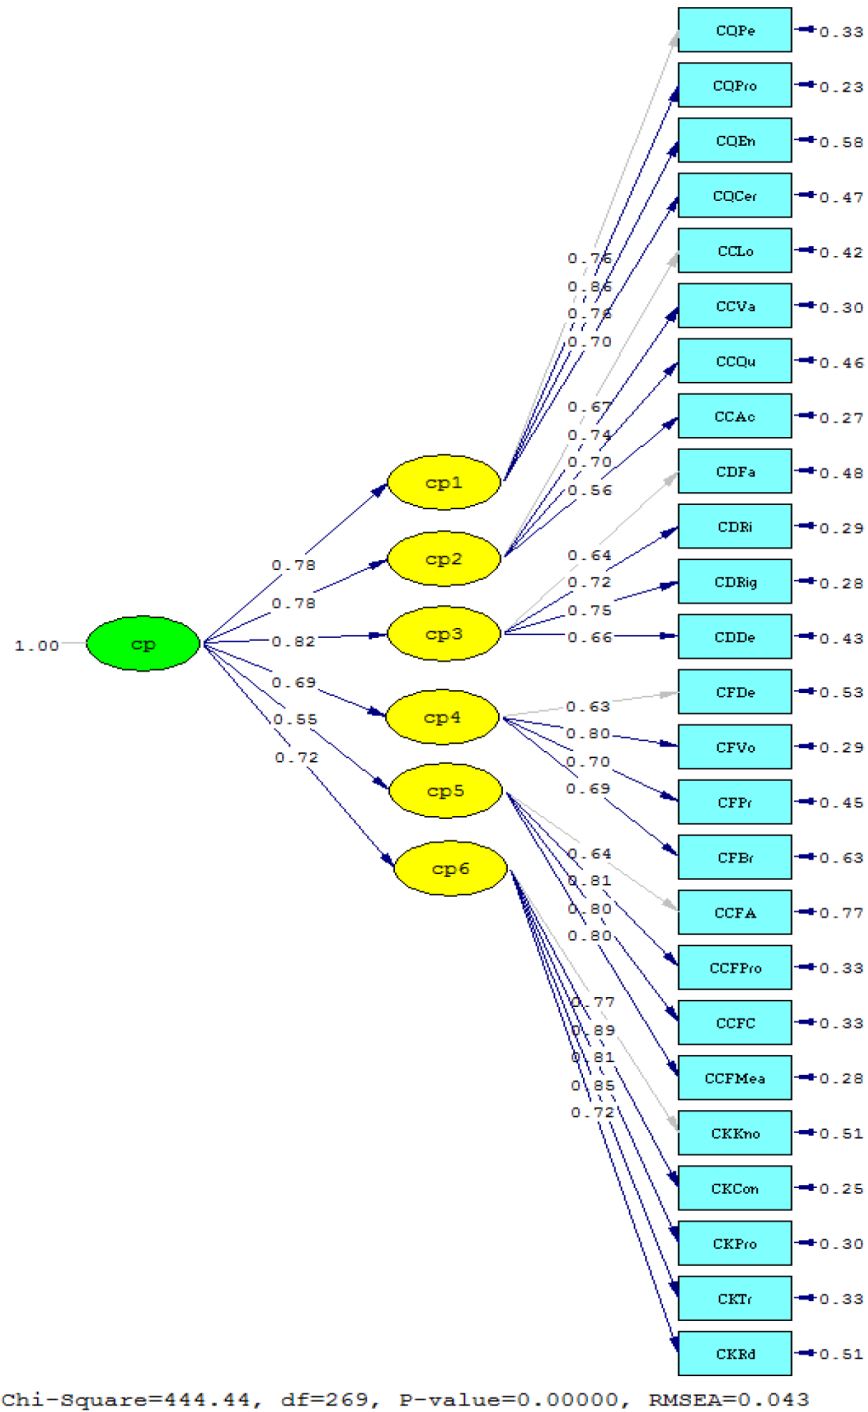 CQPe 0.33
CQPro 0.23
CQEn 0.58
CQCer 0.47
CCLo 0.42
0.76
0.86
0.76
0.70
CCVa 0.30
CCQu 0.46
CCAc 0.27
0.67
0.74
0.70
0.56
CDFa 0.48
cp1
CDRi 0.29
cp2
0.78
0.64
0.72
0.75
0.66
CDRig 0.28
0.78
cp3
CDDe 0.43
1.00
cp
0.82
0.69
0.55
0.72
CFDe 0.53
cp4
0.63
0.80
0.70
0.69
CFVo 0.29
cp5
CFPr 0.45
CFBr 0.63
cp6
0.64
0.81
0.80
0.80
CCFA 0.77
CCFPro 0.33
CCFC 0.33
0.77
0.89
0.81
0.85
0.72
CCFMea 0.28
CKKno 0.51
CKCon 0.25
CKPro 0.30
CKTr 0.33
CKRd 0.51
Chi-Square=444.44, df=269, P-value=0.00000, RMSEA=0.043